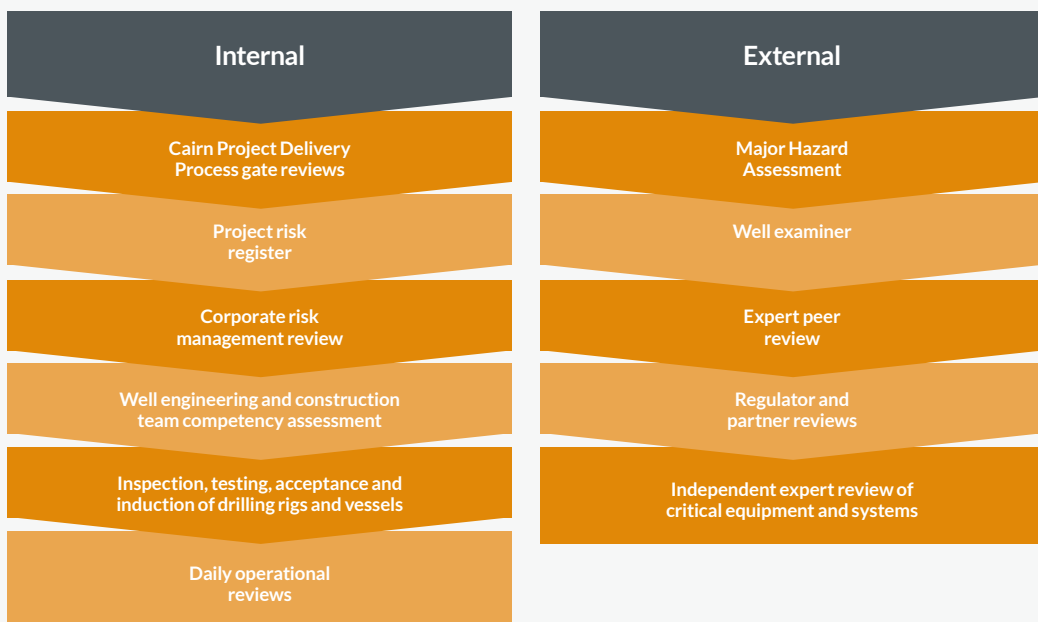 Internal
Cairn Project Delivery
Process gate reviews
Project risk
register
Corporate risk
management review
Well engineering and construction
team competency assessment
Inspection, testing, acceptance and
induction of drilling rigs and vessels
Daily operational
reviews
External
Major Hazard
Assessment
Well examiner
Expert peer
review
Regulator and
partner reviews
Independent expert review of
critical equipment and systems